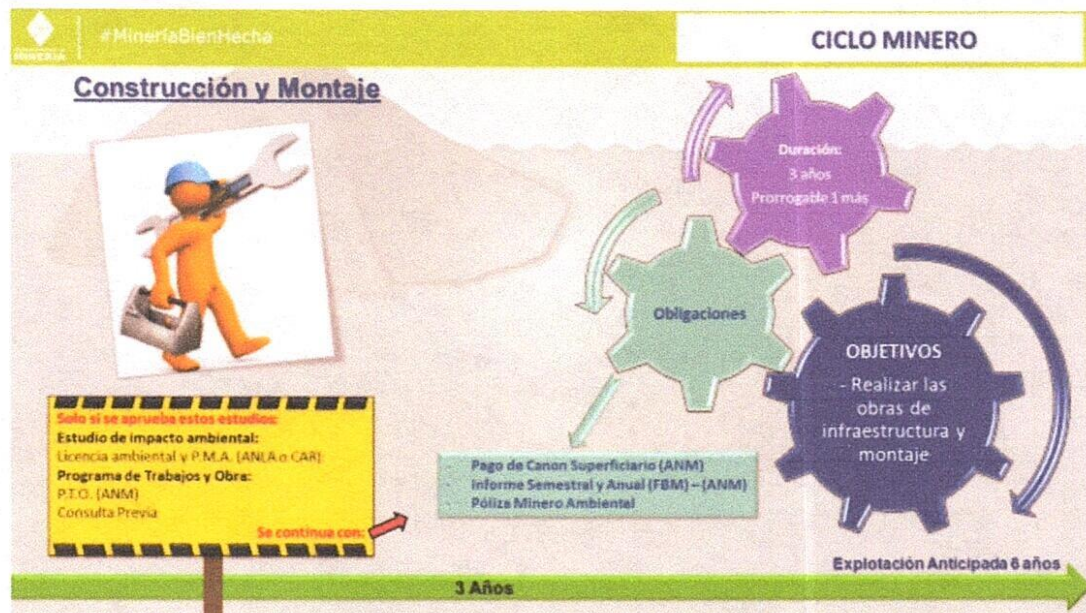 MINERÍA
#MineríaBienHecha
CICLO MINERO
Construcción y Montaje
Duración:
3 años
Prorrogable 1 más
Obligaciones
OBJETIVOS
- Realizar las
obras de
infraestructura y
montaje
Solo si se aprueba estos estudios:
Estudio de impacto ambiental:
Licencia ambiental y P.M.A. (ANLA o CAR):
Programa de Trabajos y Obra:
P.T.O. (ANM)
Consulta Previa
Se continua con:
- Pago de Canon Superficiario (ANM)
- Informe Semestral y Anual (FBM) – (ANM)
- Póliza Minero Ambiental
Explotación Anticipada 6 años
3 Años